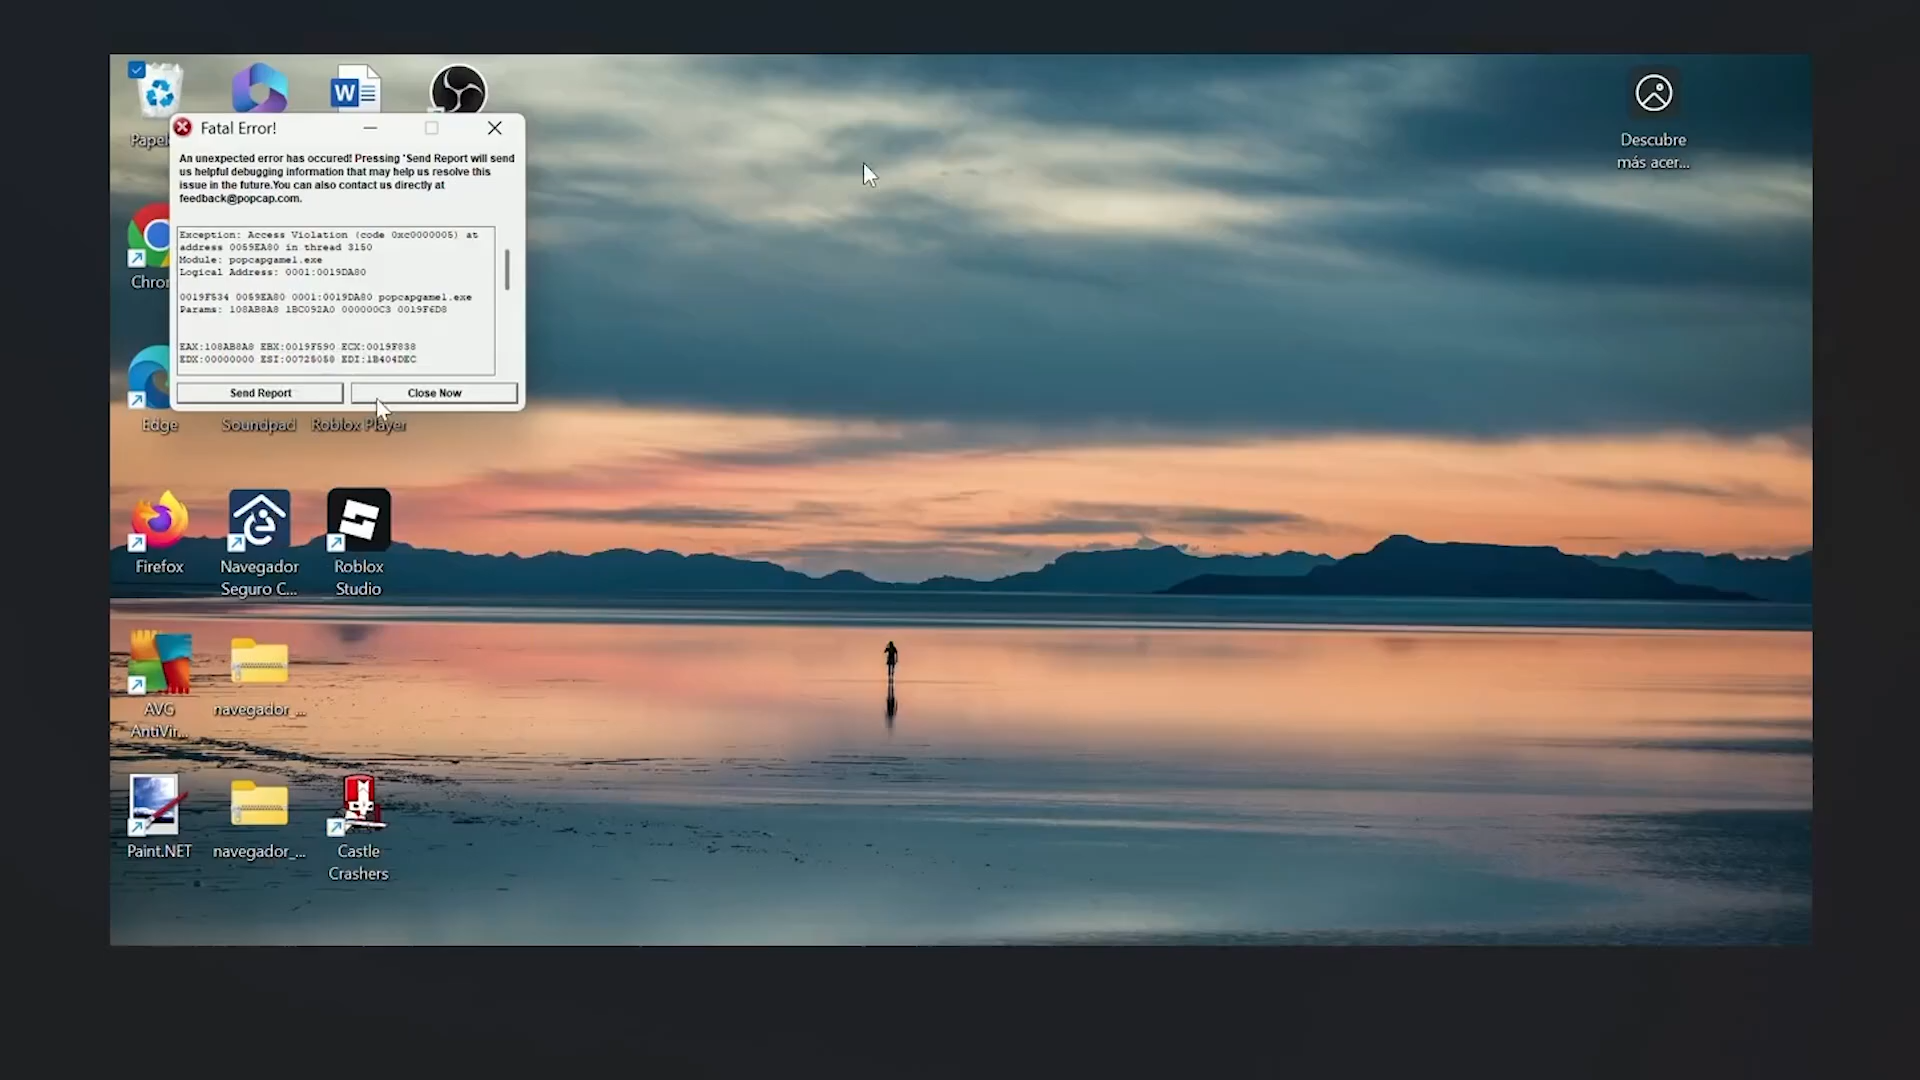 Papel
Fatal Error!
An unexpected error has occured! Pressing 'Send Report will send
us helpful debugging information that may help us resolve this
issue in the future.You can also contact us directly at
feedback@popcap.com.
Exception: Access Violation (code 0xc0000005) at
address 0059EA80 in thread 3150
Module: popcapgame1.exe
Logical Address: 0001:0019DA80
0019F534 0059EA80 0001:0019DA80 popcapgame1.exe
Params: 108AB8A8 1BC092A0 000000C3 0019F6D8
EAX:108AB8A8 EBX:0019F590 ECX:0019F838
EDX:00000000 ESI:00725058 EDI:1B404DEC
Send Report
Close Now
Descubre
más acer...
Chron
Edge
Soundpad
Roblox Player
Firefox
Navegador
Seguro C...
Roblox
Studio
AVG
AntiVir...
navegador_...
Paint.NET
navegador_...
Castle
Crashers
W